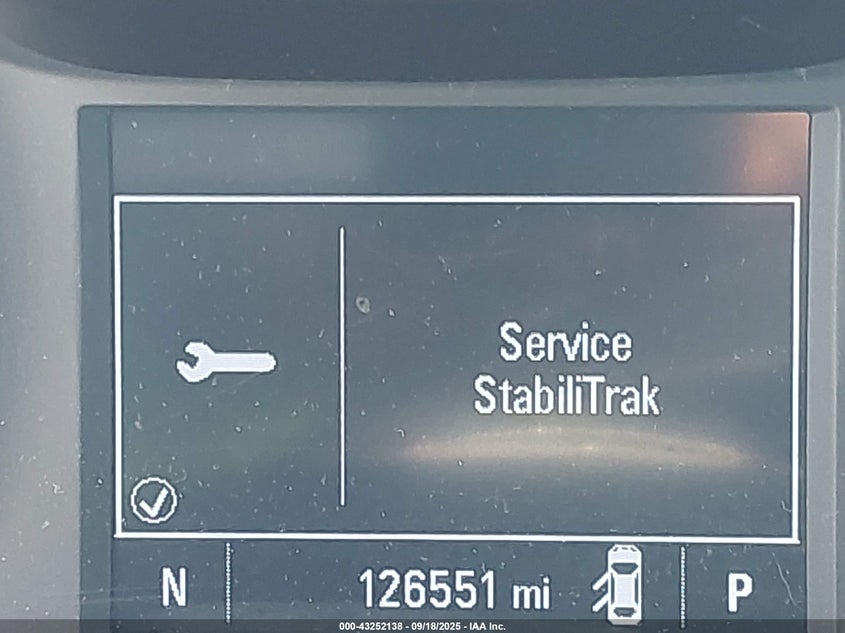 Service
StabiliTrak
N 126551 mi P
000-43252138 - 09/18/2025 - IAA Inc.